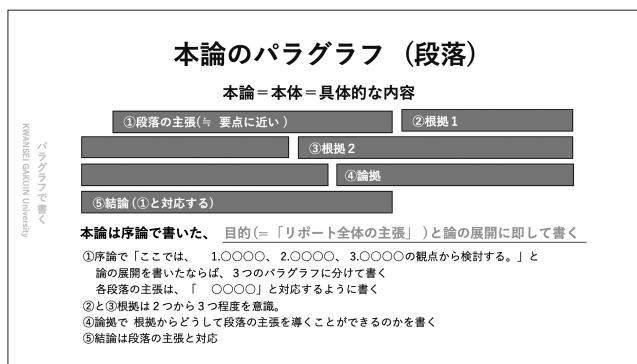 本論のパラグラフ （段落）
本論＝本体＝具体的な内容
①段落の主張(≒ 要点に近い )
②根拠１
③根拠２
④論拠
⑤結論(①と対応する)
パラグラフで書く
KWANSEI GAKUIN University
本論は序論で書いた、 目的(=「リポート全体の主張」 )と論の展開に即して書く
①序論で「ここでは、 1.〇〇〇〇、 2.〇〇〇〇、 3.〇〇〇〇の観点から検討する。」と
論の展開を書いたならば、３つのパラグラフに分けて書く
各段落の主張は、「 〇〇〇〇」と対応するように書く
②と③根拠は２つから３つ程度を意識。
④論拠で 根拠からどうして段落の主張を導くことができるのかを書く
⑤結論は段落の主張と対応